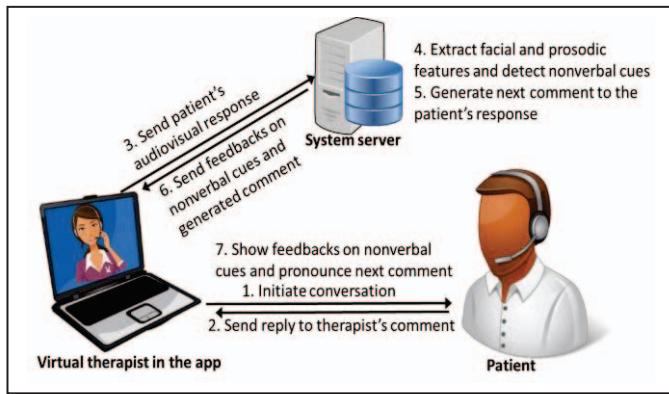 4. Extract facial and prosodic
features and detect nonverbal cues
5. Generate next comment to the
patient's response
System server
3. Send patient's
audiovisual response
6. Send feedbacks on
nonverbal cues and
generated comment
7. Show feedbacks on nonverbal
cues and pronounce next comment
1. Initiate conversation
2. Send reply to therapist's comment
Virtual therapist in the app
Patient